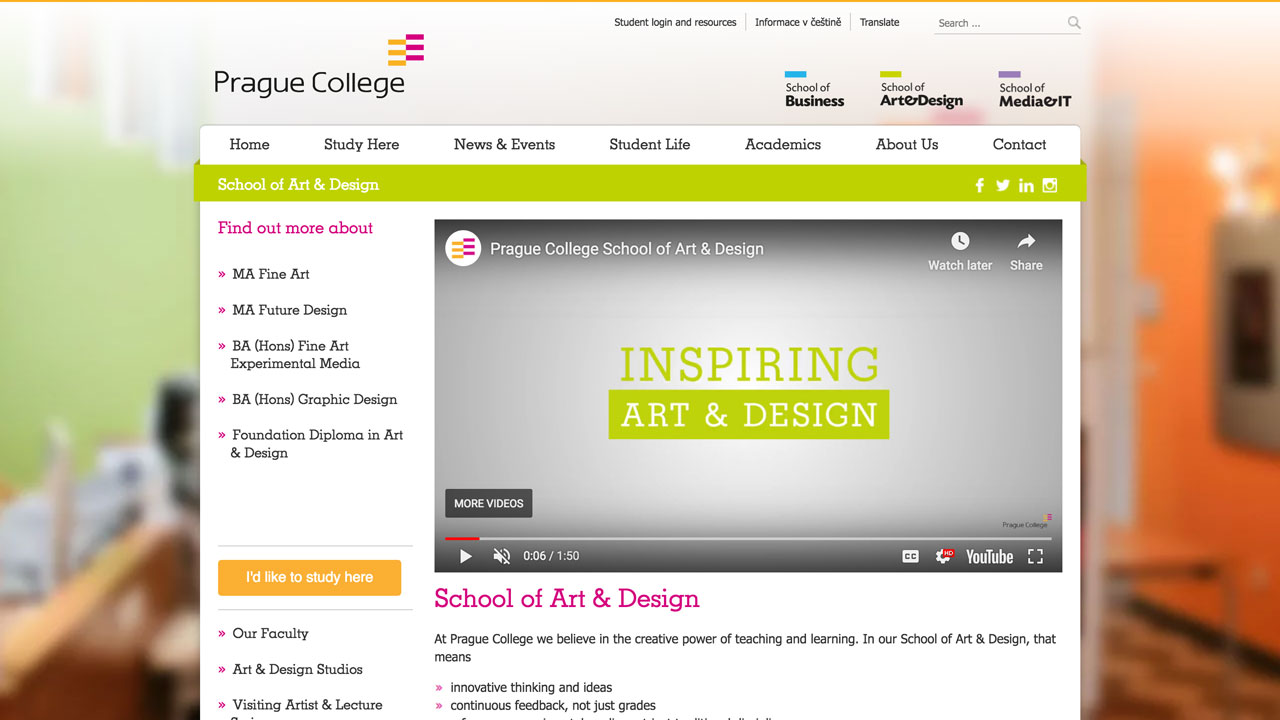 Student login and resources
Informace v češtině
Translate
Search ...
Prague College
School of
Business
School of
Art&Design
School of
Media&IT
Home
Study Here
News & Events
Student Life
Academics
About Us
Contact
School of Art & Design
Find out more about
» MA Fine Art
» MA Future Design
» BA (Hons) Fine Art
Experimental Media
» BA (Hons) Graphic Design
» Foundation Diploma in Art
& Design
I'd like to study here
» Our Faculty
» Art & Design Studios
» Visiting Artist & Lecture
Prague College School of Art & Design
Watch later
Share
INSPIRING
ART & DESIGN
MORE VIDEOS
Prague College
0:06 / 1:50
CC
HD
YouTube
School of Art & Design
At Prague College we believe in the creative power of teaching and learning. In our School of Art & Design, that
means
» innovative thinking and ideas
» continuous feedback, not just grades